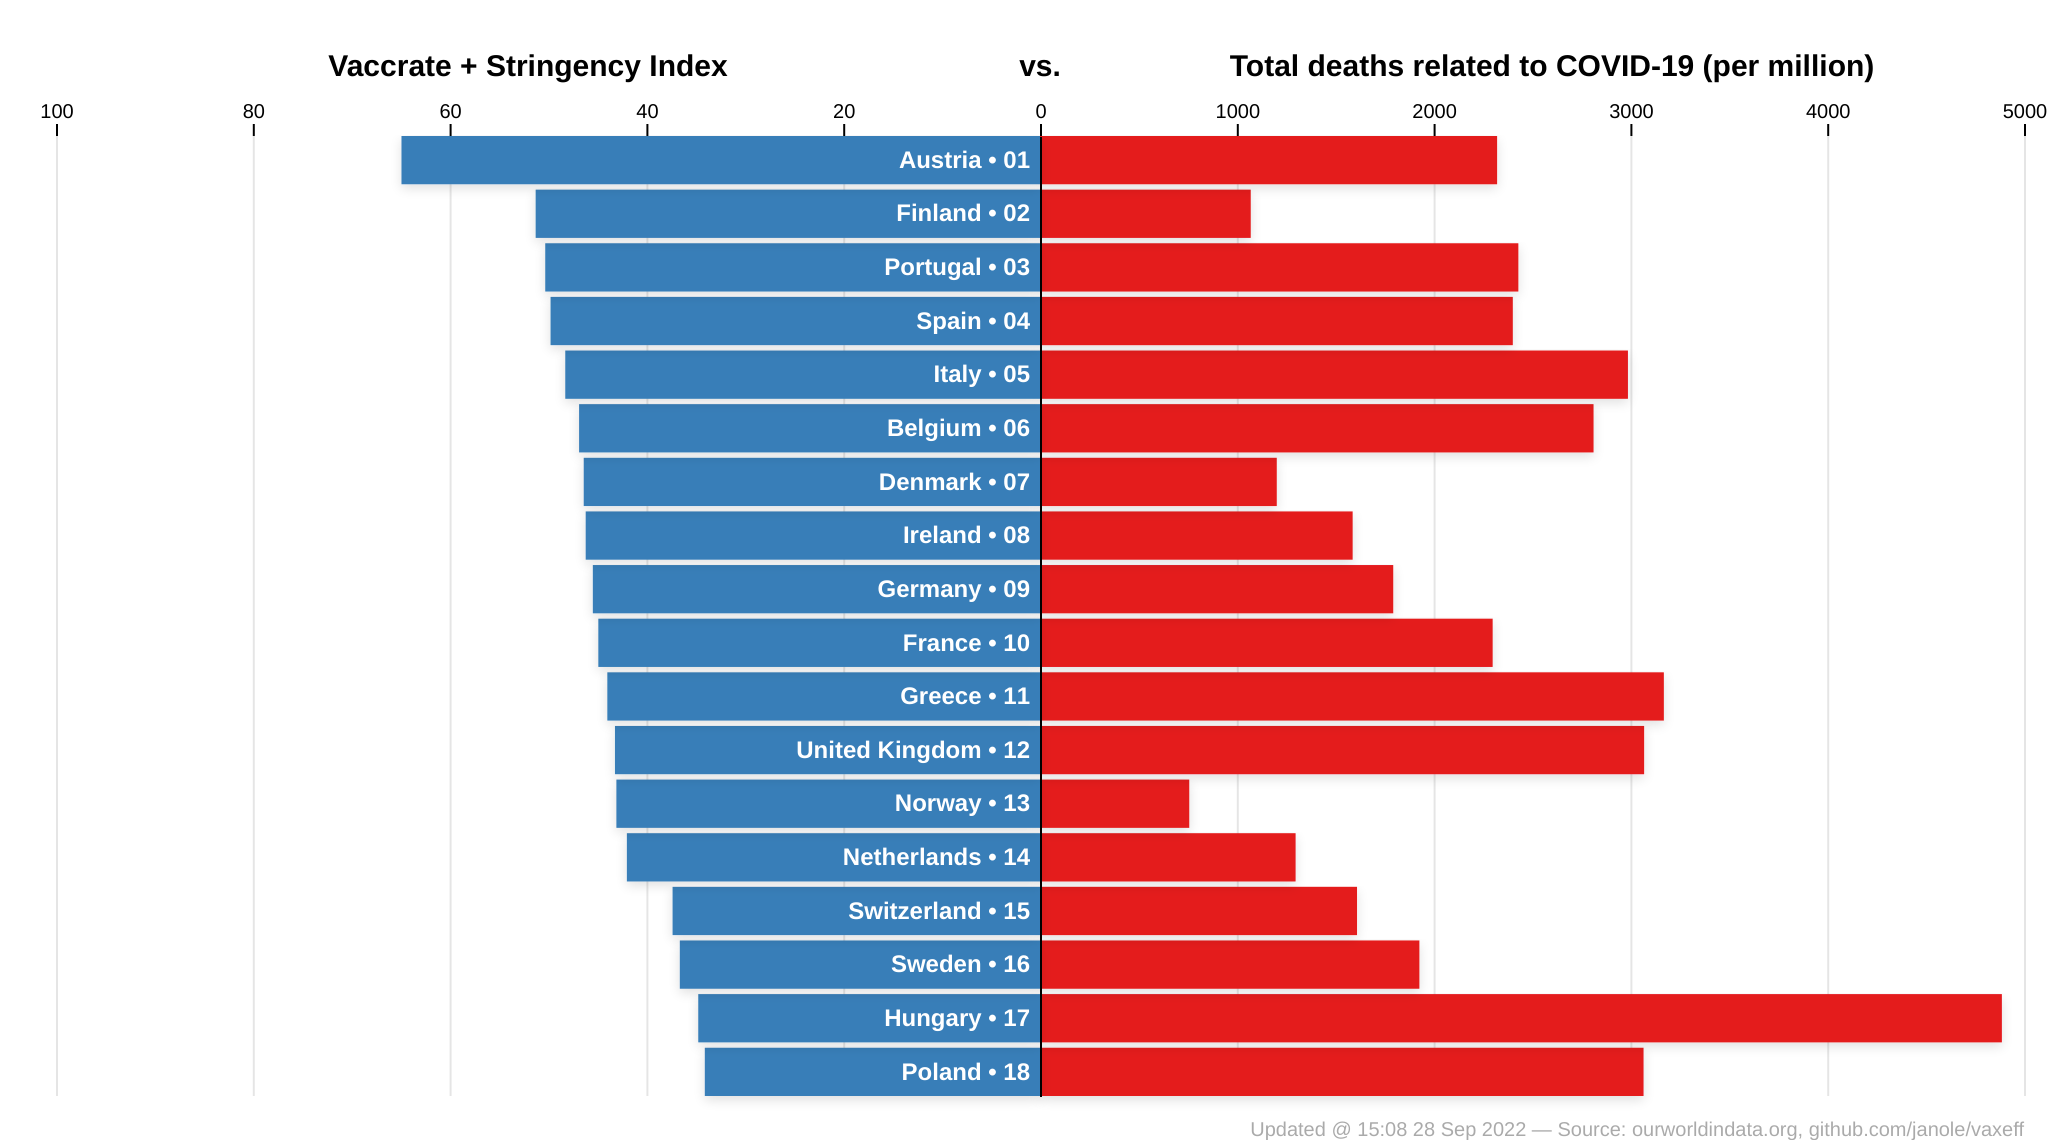 Vaccrate + Stringency Index vs. Total deaths related to COVID-19 (per million)
100 80 60 40 20 0 1000 2000 3000 4000 5000
Austria • 01
Finland • 02
Portugal • 03
Spain • 04
Italy • 05
Belgium • 06
Denmark • 07
Ireland • 08
Germany • 09
France • 10
Greece • 11
United Kingdom • 12
Norway • 13
Netherlands • 14
Switzerland • 15
Sweden • 16
Hungary • 17
Poland • 18
Updated @ 15:08 28 Sep 2022 — Source: ourworldindata.org, github.com/janole/vaxeff